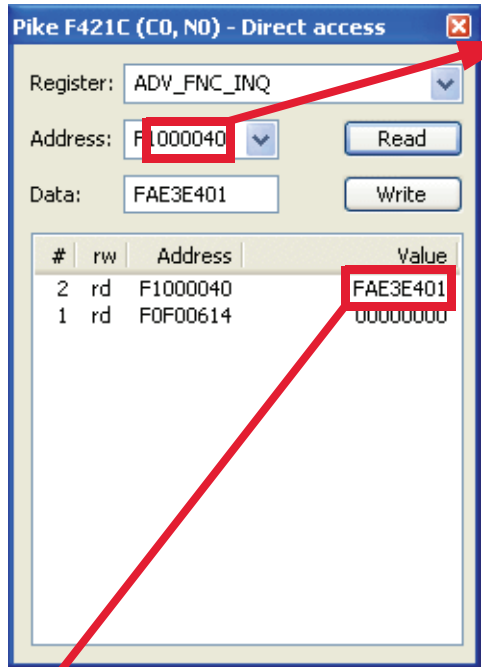 Pike F421C (C0, N0) - Direct access
Register: ADV_FNC_INQ
Address: F1000040 Read
Data: FAE3E401 Write
# rw Address Value
2 rd F1000040 FAE3E401
1 rd F0F00614 00000000